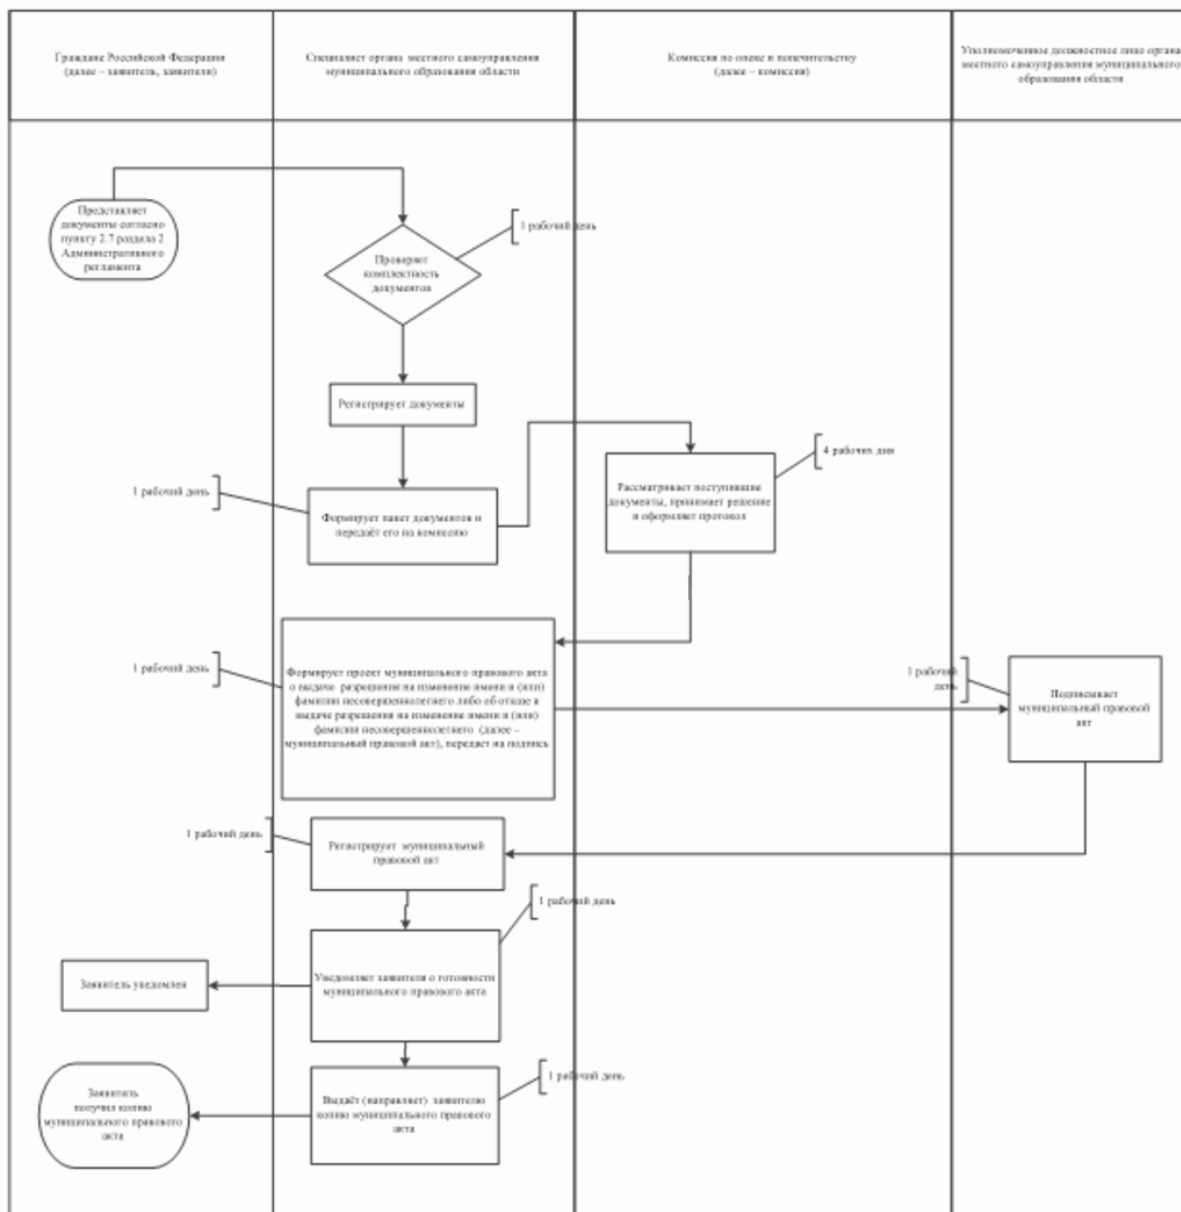 Граждане Российской Федерации
(далее – заявитель, заявители)
Специалист органа местного самоуправления
муниципального образования области
Комиссия по опеке и попечительству
(далее – комиссия)
Уполномоченное должностное лицо органа
местного самоуправления муниципального
образования области
Представляет
документы согласно
пункту 2.7 раздела 2
Административного
регламента
1 рабочий день
Проверяет
комплектность
документов
Регистрирует документы
4 рабочих дня
Рассматривает поступившие
документы, принимает решение
и оформляет протокол
1 рабочий день
Формирует пакет документов и
передаёт его на комиссию
1 рабочий день
Формирует проект муниципального правового акта
о выдаче разрешения на изменение имени и (или)
фамилии несовершеннолетнего либо об отказе в
выдаче разрешения на изменение имени и (или)
фамилии несовершеннолетнего (далее –
муниципальный правовой акт), передает на подпись
1 рабочий
день
Подписывает
муниципальный правовой
акт
1 рабочий день
Регистрирует муниципальный
правовой акт
1 рабочий день
Уведомляет заявителя о готовности
муниципального правового акта
Заявитель уведомлен
1 рабочий день
Выдаёт (направляет) заявителю
копию муниципального правового
акта
Заявитель
получил копию
муниципального правового
акта